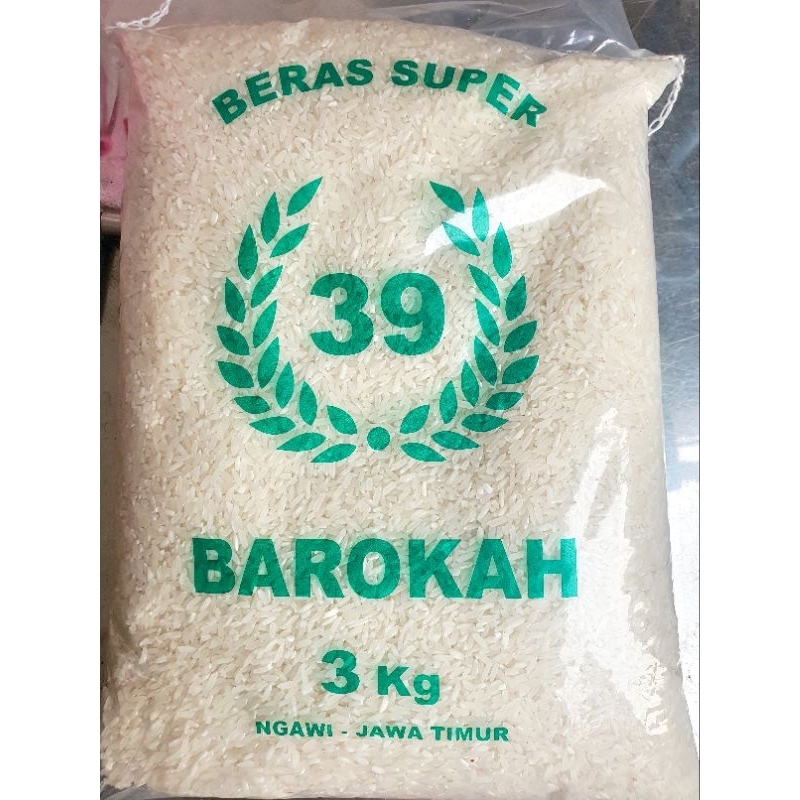 BERAS SUPER
39
BAROKAH
3 Kg
NGAWI - JAWA TIMUR